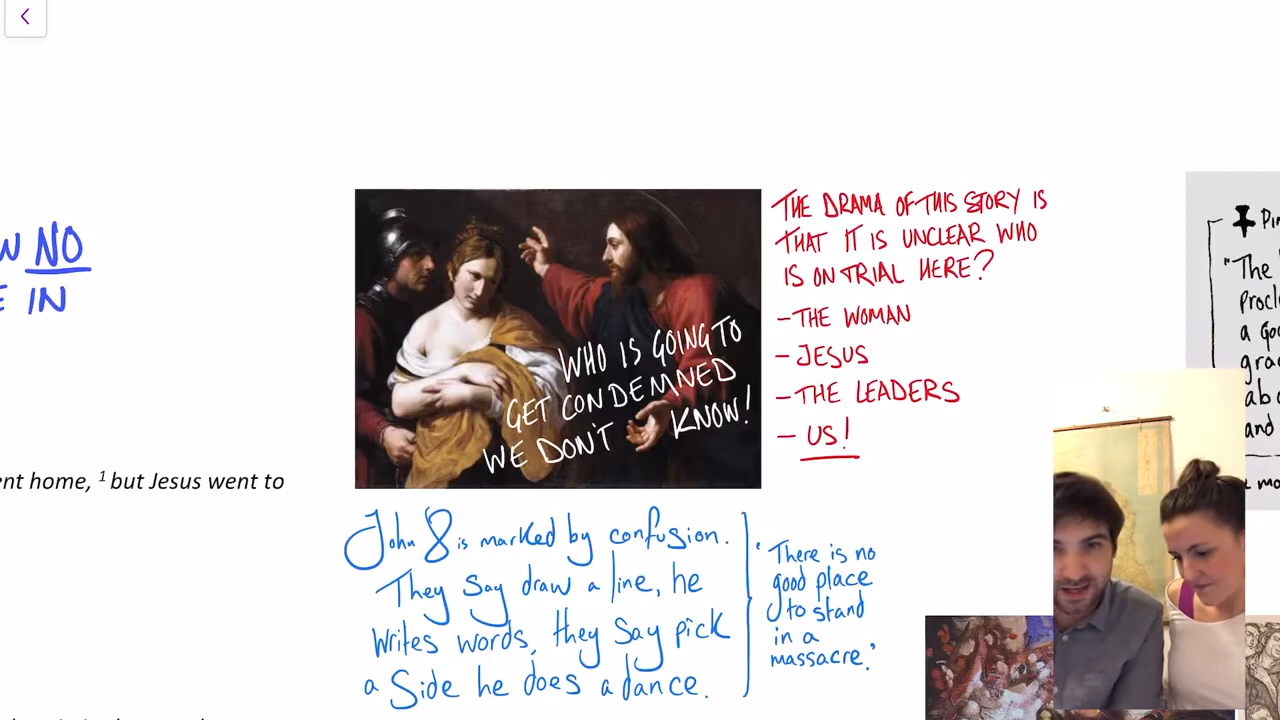 NO
IN
ent home, ¹ but Jesus went to
WHO IS GOING TO
GET CONDEMNED
WE DON'T KNOW!
THE DRAMA OF THIS STORY IS
THAT IT IS UNCLEAR WHO
IS ON TRIAL HERE?
- THE WOMAN
- JESUS
- THE LEADERS
- US!
John 8 is marked by confusion.
They say draw a line, he
writes words, they say pick
a side he does a dance.
"There is no
good place
to stand
in a
massacre."
"The
a
and